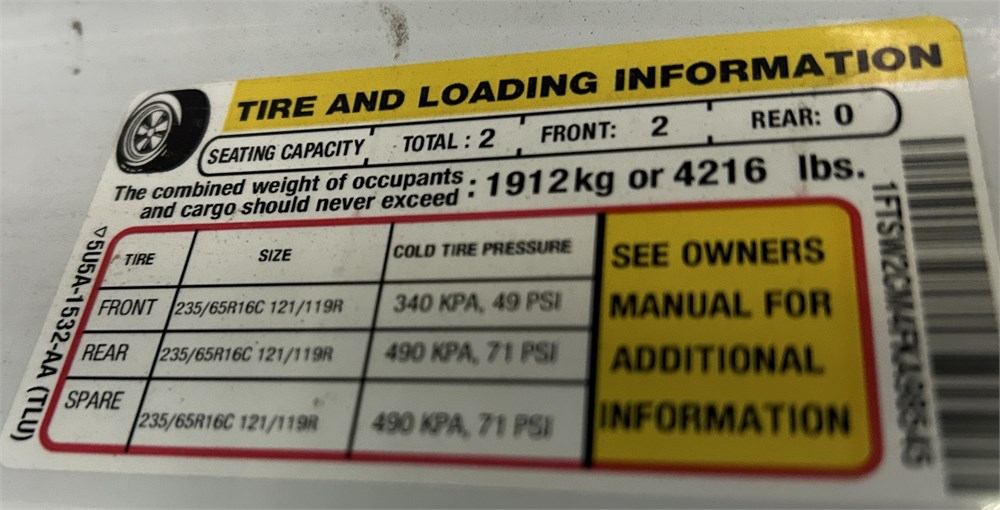 TIRE AND LOADING INFORMATION
SEATING CAPACITY TOTAL : 2 FRONT: 2 REAR: 0
The combined weight of occupants
and cargo should never exceed : 1912kg or 4216 lbs.
TIRE SIZE COLD TIRE PRESSURE
FRONT 235/65R16C 121/119R 340 KPA, 49 PSI
REAR 235/65R16C 121/119R 490 KPA, 71 PSI
SPARE 235/65R16C 121/119R 490 KPA, 71 PSI
SEE OWNERS
MANUAL FOR
ADDITIONAL
INFORMATION
5U5A-1532-AA (TLU)